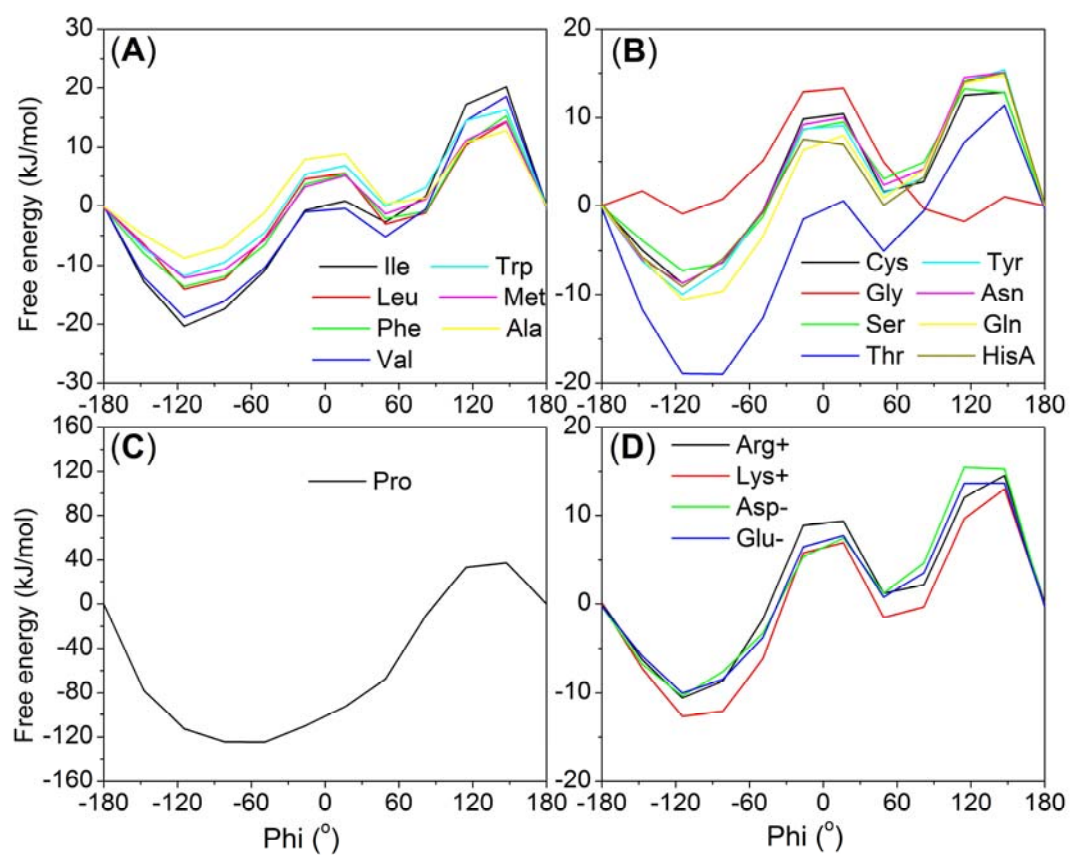 (A)
30
20
10
0
-10
-20
-30
Free energy (kJ/mol)
-180 -120 -60 0 60 120 180
Ile Trp
Leu Met
Phe Ala
Val
(B)
20
10
0
-10
-20
-180 -120 -60 0 60 120 180
Cys Tyr
Gly Asn
Ser Gln
Thr HisA
(C)
160
120
80
40
0
-40
-80
-120
-160
Free energy (kJ/mol)
Pro
-180 -120 -60 0 60 120 180
Phi (o)
(D)
20
10
0
-10
-20
Arg+
Lys+
Asp-
Glu-
-180 -120 -60 0 60 120 180
Phi (o)